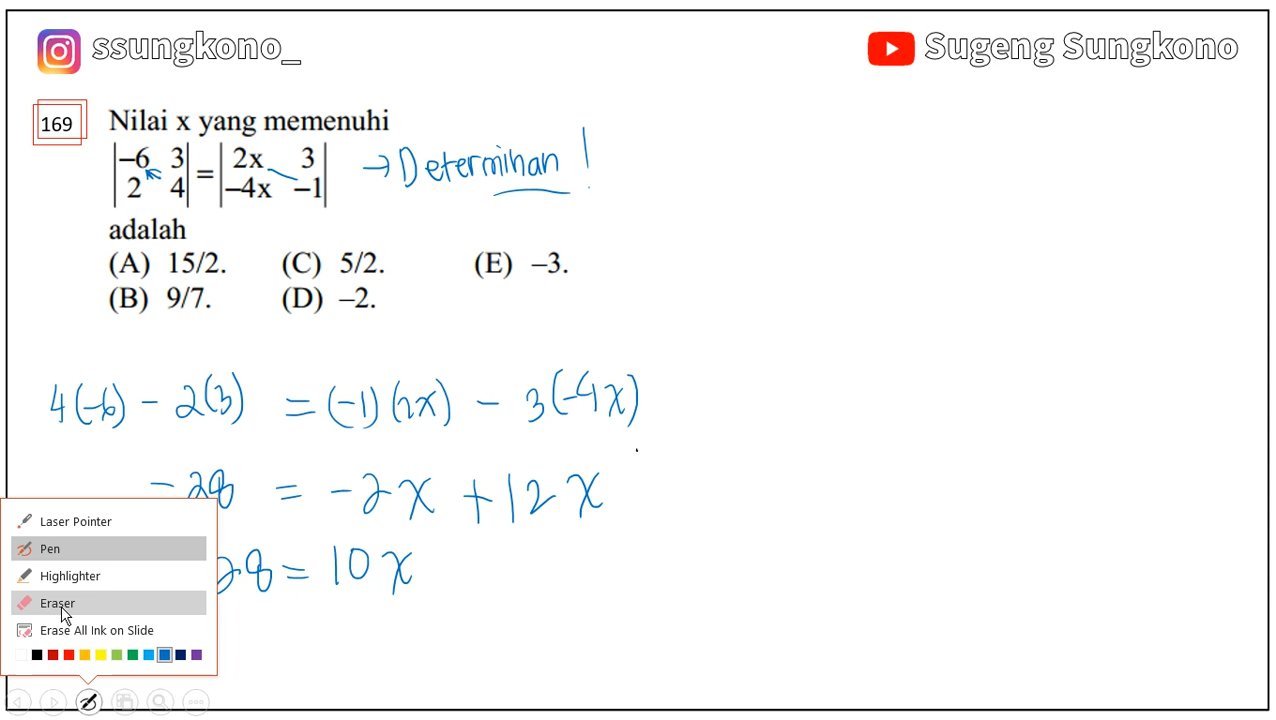 ssungkono_
Sugeng Sungkono
169
Nilai x yang memenuhi
|−6 3| = |2x 3| → Determinan !
|2 4| |−4x −1|
adalah
(A) 15/2. (C) 5/2. (E) −3.
(B) 9/7. (D) −2.
4(-6) - 2(3) = (-1)(2x) - 3(-4x)
-28 = -2x + 12x
28 = 10x
Laser Pointer
Pen
Highlighter
Eraser
Erase All Ink on Slide